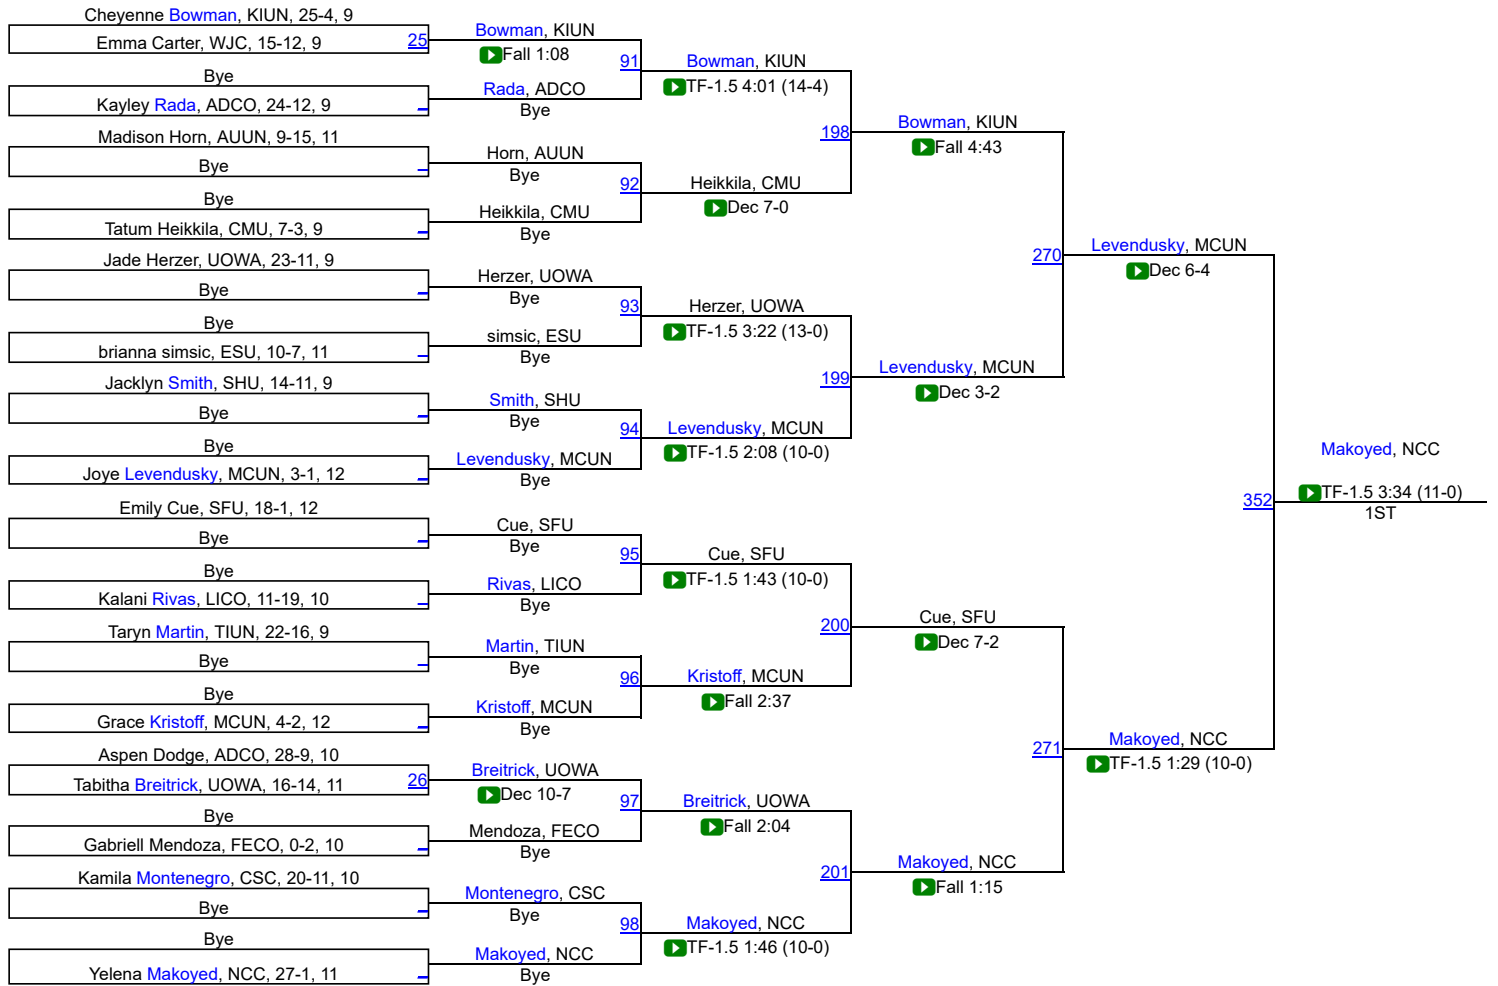 Cheyenne Bowman, KIUN, 25-4, 9
Emma Carter, WJC, 15-12, 9
25
Bye
Kayley Rada, ADCO, 24-12, 9
Madison Horn, AUUN, 9-15, 11
Bye
Bye
Tatum Heikkila, CMU, 7-3, 9
Jade Herzer, UOWA, 23-11, 9
Bye
Bye
brianna simsic, ESU, 10-7, 11
Jacklyn Smith, SHU, 14-11, 9
Bye
Bye
Joye Levendusky, MCUN, 3-1, 12
Emily Cue, SFU, 18-1, 12
Bye
Bye
Kalani Rivas, LICO, 11-19, 10
Taryn Martin, TIUN, 22-16, 9
Bye
Bye
Grace Kristoff, MCUN, 4-2, 12
Aspen Dodge, ADCO, 28-9, 10
Tabitha Breitrick, UOWA, 16-14, 11
26
Bye
Gabriell Mendoza, FECO, 0-2, 10
Kamila Montenegro, CSC, 20-11, 10
Bye
Bye
Yelena Makoyed, NCC, 27-1, 11
Bowman, KIUN
Fall 1:08
91
Rada, ADCO
Bye
Horn, AUUN
Bye
92
Heikkila, CMU
Bye
Herzer, UOWA
Bye
93
simsic, ESU
Bye
Smith, SHU
Bye
94
Levendusky, MCUN
Bye
Cue, SFU
Bye
95
Rivas, LICO
Bye
Martin, TIUN
Bye
96
Kristoff, MCUN
Bye
Breitrick, UOWA
Dec 10-7
97
Mendoza, FECO
Bye
Montenegro, CSC
Bye
98
Makoyed, NCC
Bye
Bowman, KIUN
TF-1.5 4:01 (14-4)
198
Heikkila, CMU
Dec 7-0
Herzer, UOWA
TF-1.5 3:22 (13-0)
199
Levendusky, MCUN
TF-1.5 2:08 (10-0)
Cue, SFU
TF-1.5 1:43 (10-0)
200
Kristoff, MCUN
Fall 2:37
Breitrick, UOWA
Fall 2:04
201
Makoyed, NCC
TF-1.5 1:46 (10-0)
Bowman, KIUN
Fall 4:43
270
Levendusky, MCUN
Dec 3-2
Cue, SFU
Dec 7-2
271
Makoyed, NCC
Fall 1:15
Levendusky, MCUN
Dec 6-4
352
Makoyed, NCC
TF-1.5 1:29 (10-0)
Makoyed, NCC
TF-1.5 3:34 (11-0)
1ST